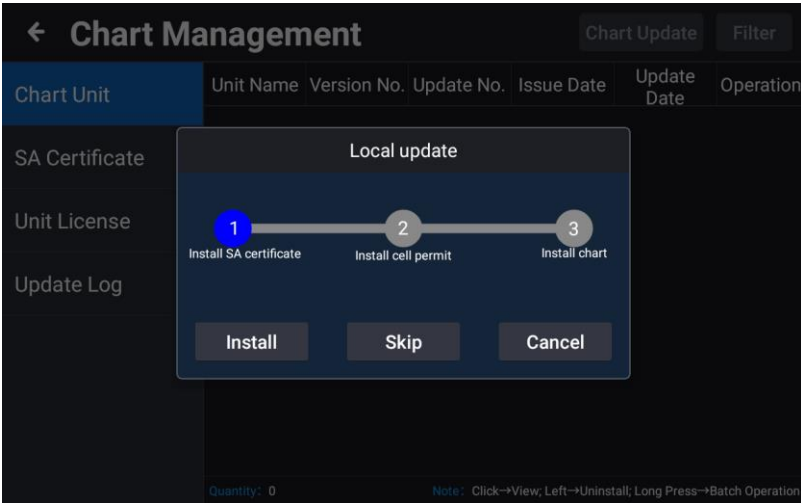 ← Chart Management
Chart Update
Filter
Chart Unit
SA Certificate
Unit License
Update Log
Unit Name Version No. Update No. Issue Date Update Date Operation
Local update
1 2 3
Install SA certificate Install cell permit Install chart
Install Skip Cancel
Quantity: 0 Note: Click→View; Left→Uninstall; Long Press→Batch Operation